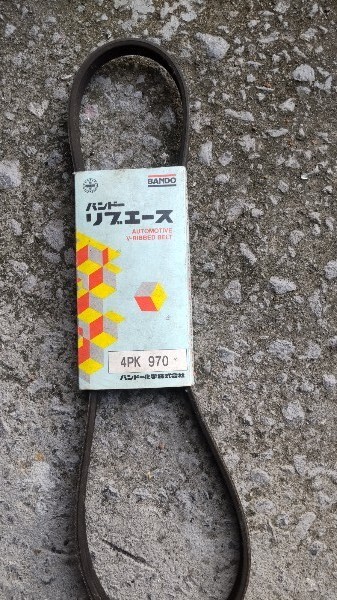 BANDO
バンドー
リブエース
AUTOMOTIVE
V-RIBBED BELT
4PK 970
バンドー化学株式会社